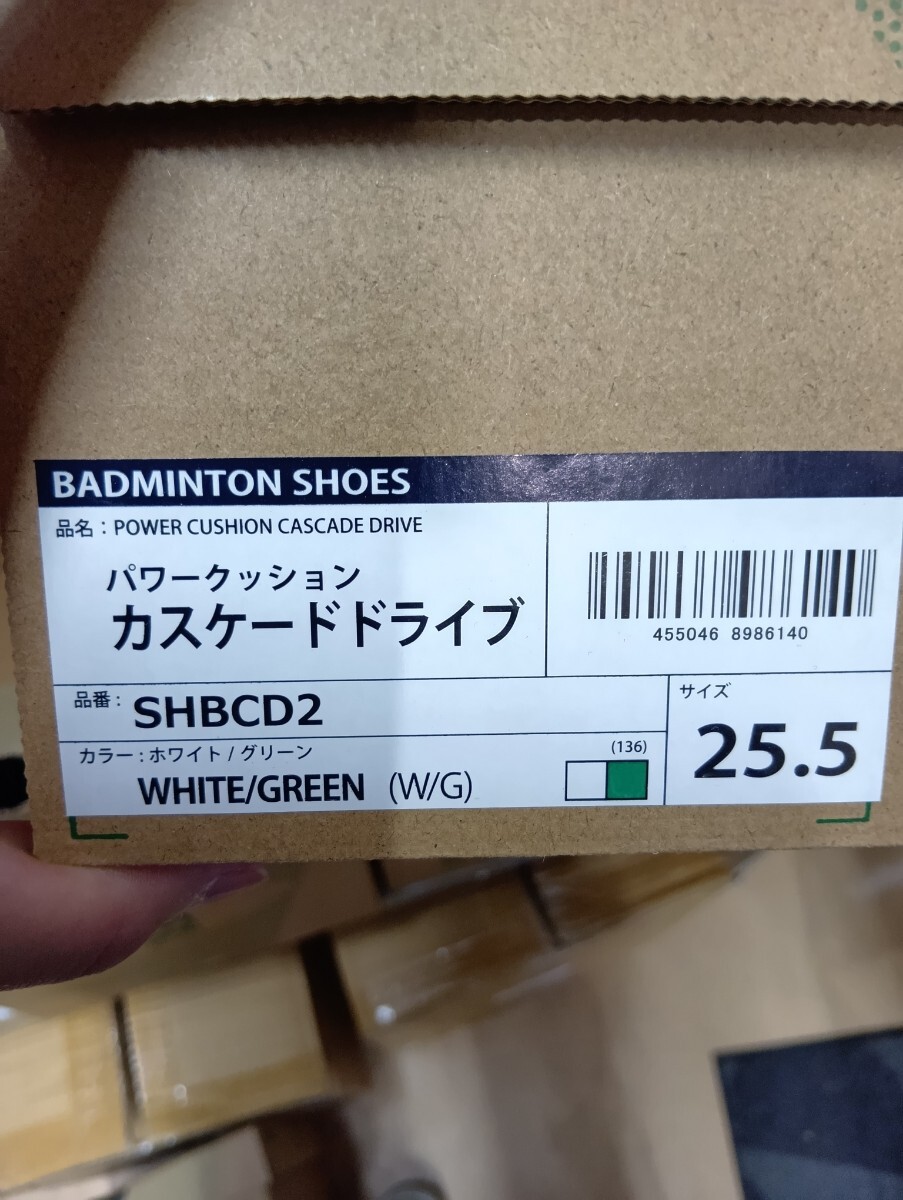 BADMINTON SHOES
品名：POWER CUSHION CASCADE DRIVE
パワークッション
カスケードドライブ
455046 8986140
品番：SHBCD2
サイズ
25.5
カラー：ホワイト / グリーン
(136)
WHITE/GREEN (W/G)